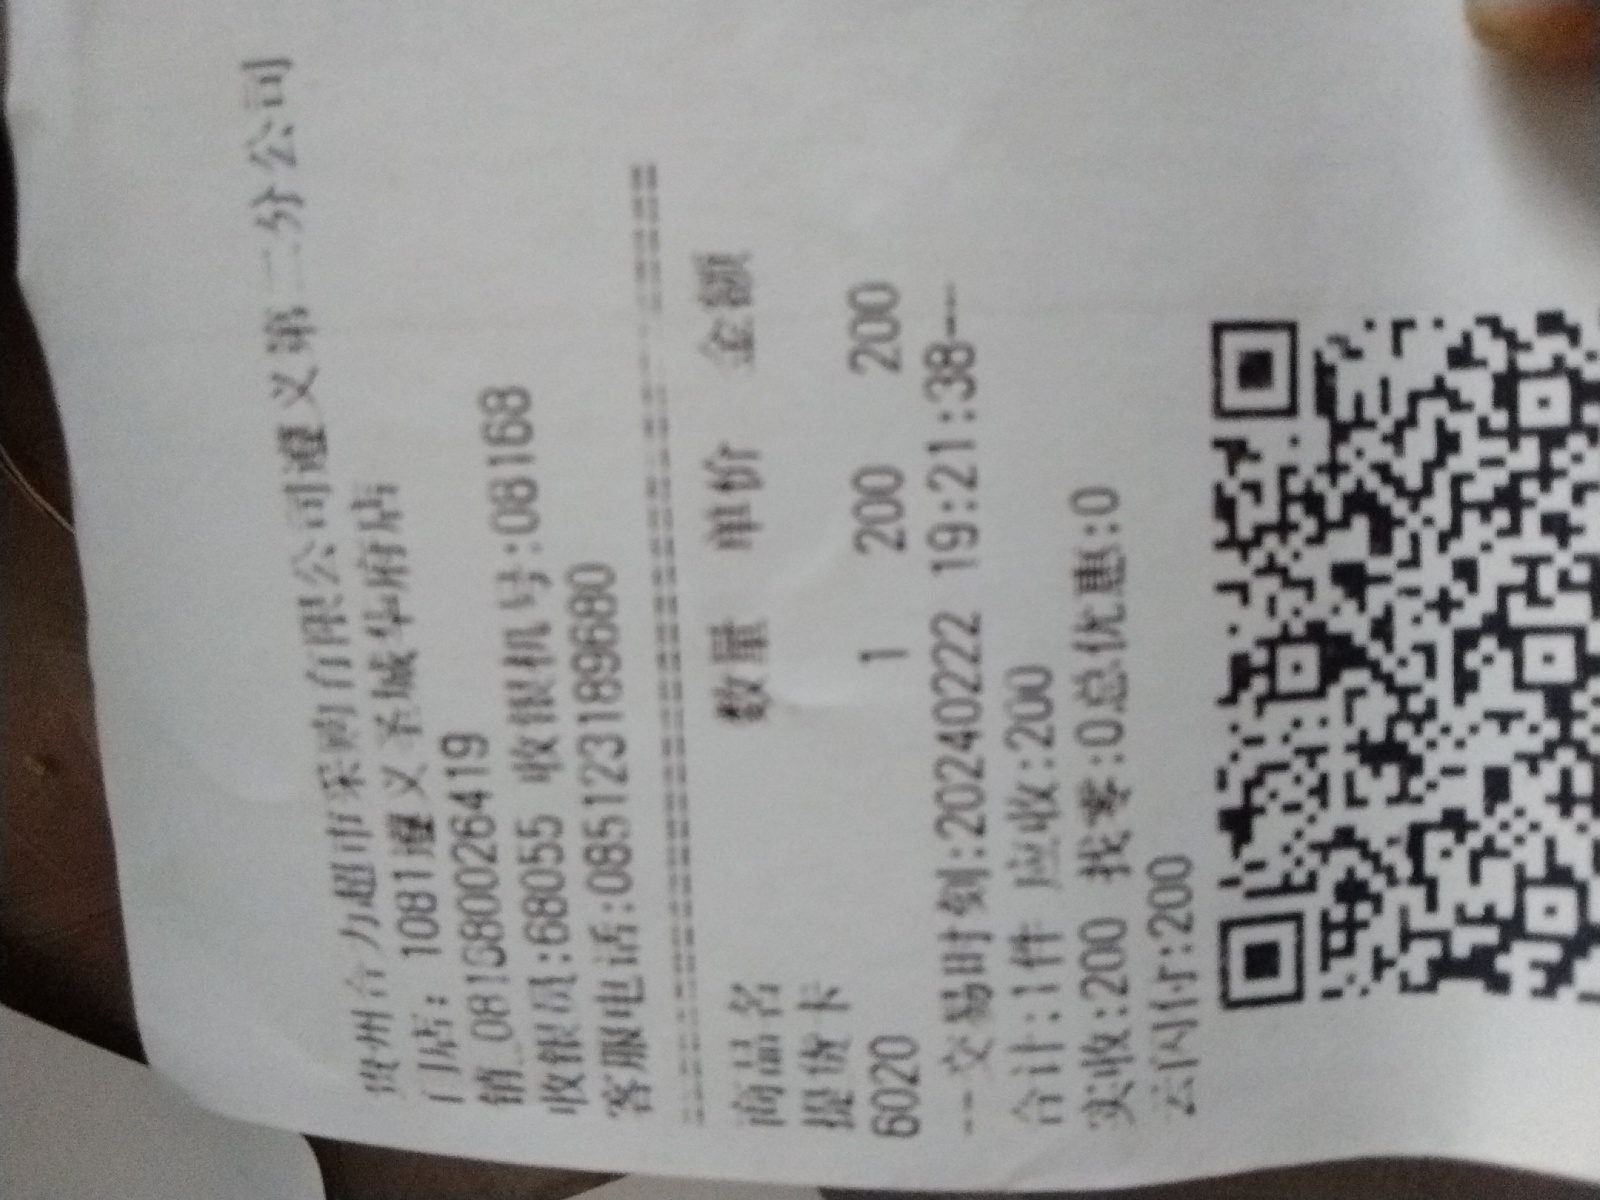 贵州合力超市采购有限公司遵义第二分公司
门店: 1081遵义圣城华府店
销_081680026419
收银员:68055 收银机号:08168
客服电话:085123189680
商品名 数量 单价 金额
提货卡
6020 1 200 200
---交易时刻:20240222 19:21:38---
合计:1件 应收:200
实收:200 找零:0总优惠:0
云闪付:200